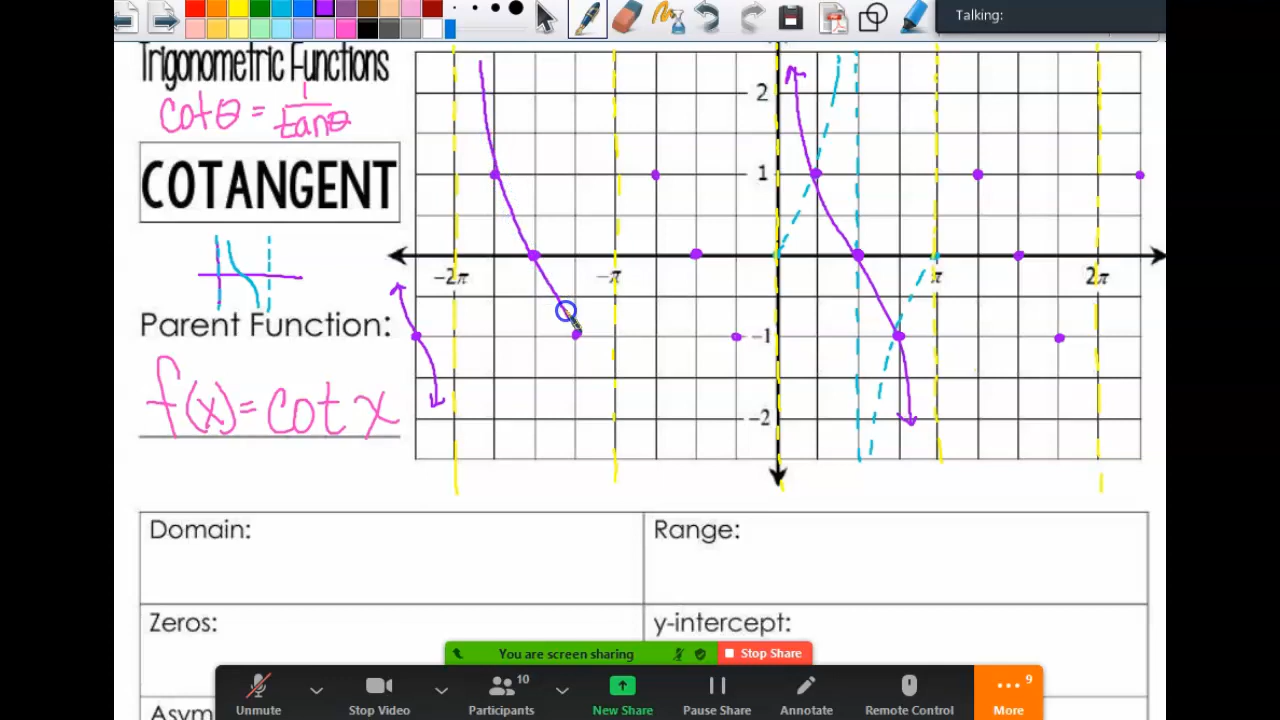 Talking:
Trigonometric Functions
cot θ = 1/tan θ
COTANGENT
Parent Function:
f(x) = cot x
2
1
-2π
-π
π
2π
-1
-2
Domain:
Range:
Zeros:
y-intercept:
Asym
You are screen sharing
Stop Share
10
9
Unmute
Stop Video
Participants
New Share
Pause Share
Annotate
Remote Control
More